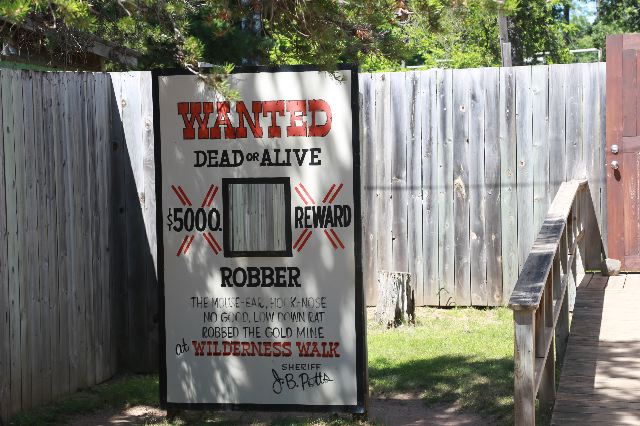 WANTED
DEAD OR ALIVE
$5000. REWARD
ROBBER
THE MOUSE-EAR, HOOK-NOSE
NO GOOD, LOW DOWN RAT
ROBBED THE GOLD MINE
at WILDERNESS WALK
SHERIFF
J.B. Potts